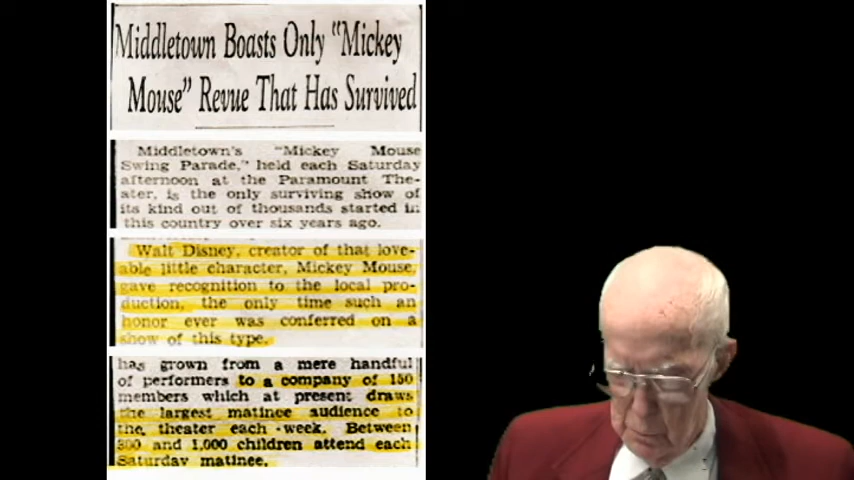 Middletown Boasts Only "Mickey
Mouse" Revue That Has Survived
Middletown's "Mickey Mouse
Swing Parade," held each Saturday
afternoon at the Paramount The-
ater, is the only surviving show of
its kind out of thousands started in
this country over six years ago.
Walt Disney, creator of that love-
able little character, Mickey Mouse,
gave recognition to the local pro-
duction, the only time such an
honor ever was conferred on a
show of this type.
has grown from a mere handful
of performers to a company of 150
members which at present draws
the largest matinee audience to
the theater each week. Between
800 and 1,000 children attend each
Saturday matinee.